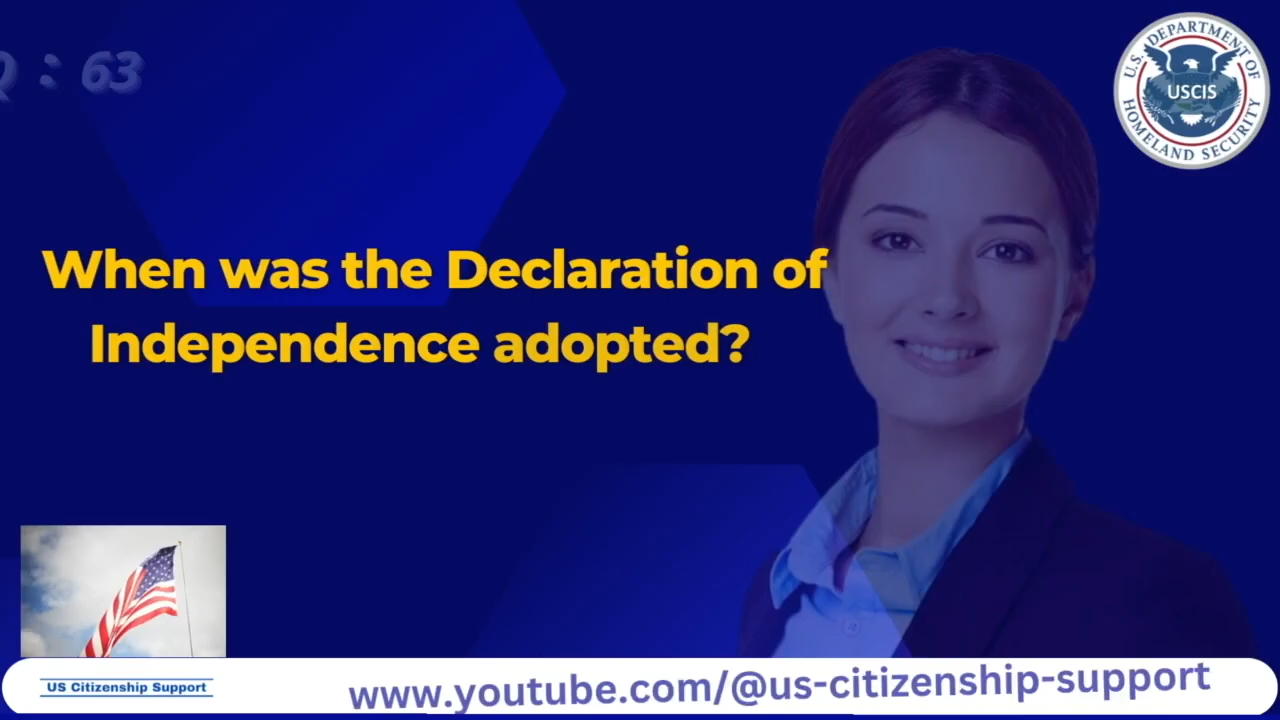 : 63
U.S. DEPARTMENT OF
USCIS
HOMELAND SECURITY
When was the Declaration of
Independence adopted?
US Citizenship Support
www.youtube.com/@us-citizenship-support